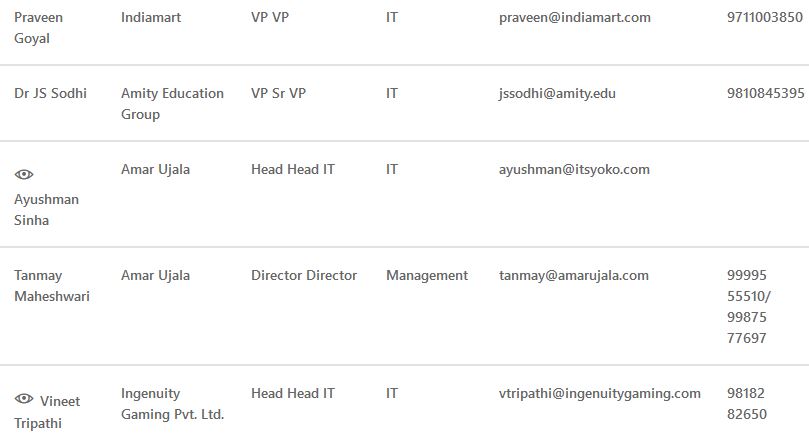 Praveen Goyal Indiamart VP VP IT praveen@indiamart.com 9711003850
Dr JS Sodhi Amity Education Group VP Sr VP IT jssodhi@amity.edu 9810845395
Ayushman Sinha Amar Ujala Head Head IT IT ayushman@itsyoko.com
Tanmay Maheshwari Amar Ujala Director Director Management tanmay@amarujala.com 99995 55510/ 99875 77697
Vineet Tripathi Ingenuity Gaming Pvt. Ltd. Head Head IT IT vtripathi@ingenuitygaming.com 98182 82650